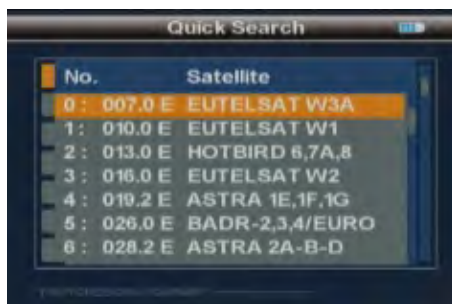 Quick Search
No. Satellite
0: 007.0 E EUTELSAT W3A
1: 010.0 E EUTELSAT W1
2: 013.0 E HOTBIRD 6,7A,8
3: 016.0 E EUTELSAT W2
4: 019.2 E ASTRA 1E,1F,1G
5: 026.0 E BADR-2,3,4/EURO
6: 028.2 E ASTRA 2A-B-D